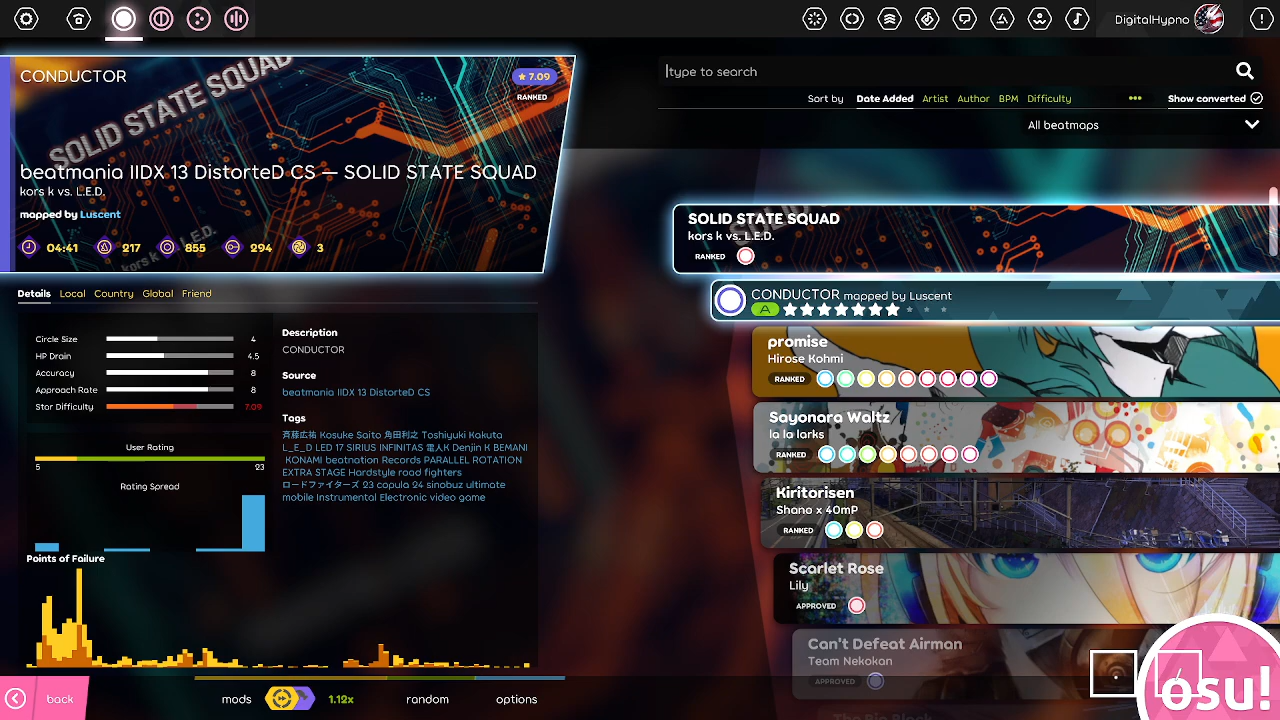 DigitalHypno
CONDUCTOR
7.09
RANKED
SOLID STATE SQUAD
beatmania IIDX 13 DistorteD CS — SOLID STATE SQUAD
kors k vs. L.E.D.
mapped by Luscent
04:41 217 855 294 3
kors k L.E.D.
Details Local Country Global Friend
Circle Size 4
HP Drain 4.5
Accuracy 8
Approach Rate 8
Star Difficulty 7.09
User Rating
5 23
Rating Spread
Points of Failure
Description
CONDUCTOR
Source
beatmania IIDX 13 DistorteD CS
Tags
斉藤広祐 Kosuke Saito 角田利之 Toshiyuki Kakuta
L_E_D LED 17 SIRIUS INFINITAS 電人K Denjin K BEMANI
KONAMI beatnation Records PARALLEL ROTATION
EXTRA STAGE Hardstyle road fighters
ロードファイターズ 23 copula 24 sinobuz ultimate
mobile Instrumental Electronic video game
type to search
Sort by Date Added Artist Author BPM Difficulty ••• Show converted
All beatmaps
SOLID STATE SQUAD
kors k vs. L.E.D.
RANKED
CONDUCTOR mapped by Luscent
A
promise
Hirose Kohmi
RANKED
Sayonara Waltz
la la larks
RANKED
Kiritorisen
Shano x 40mP
RANKED
Scarlet Rose
Lily
APPROVED
Can't Defeat Airman
Team Nekokan
APPROVED
The Big Black
back
mods 1.12x random options
osu!